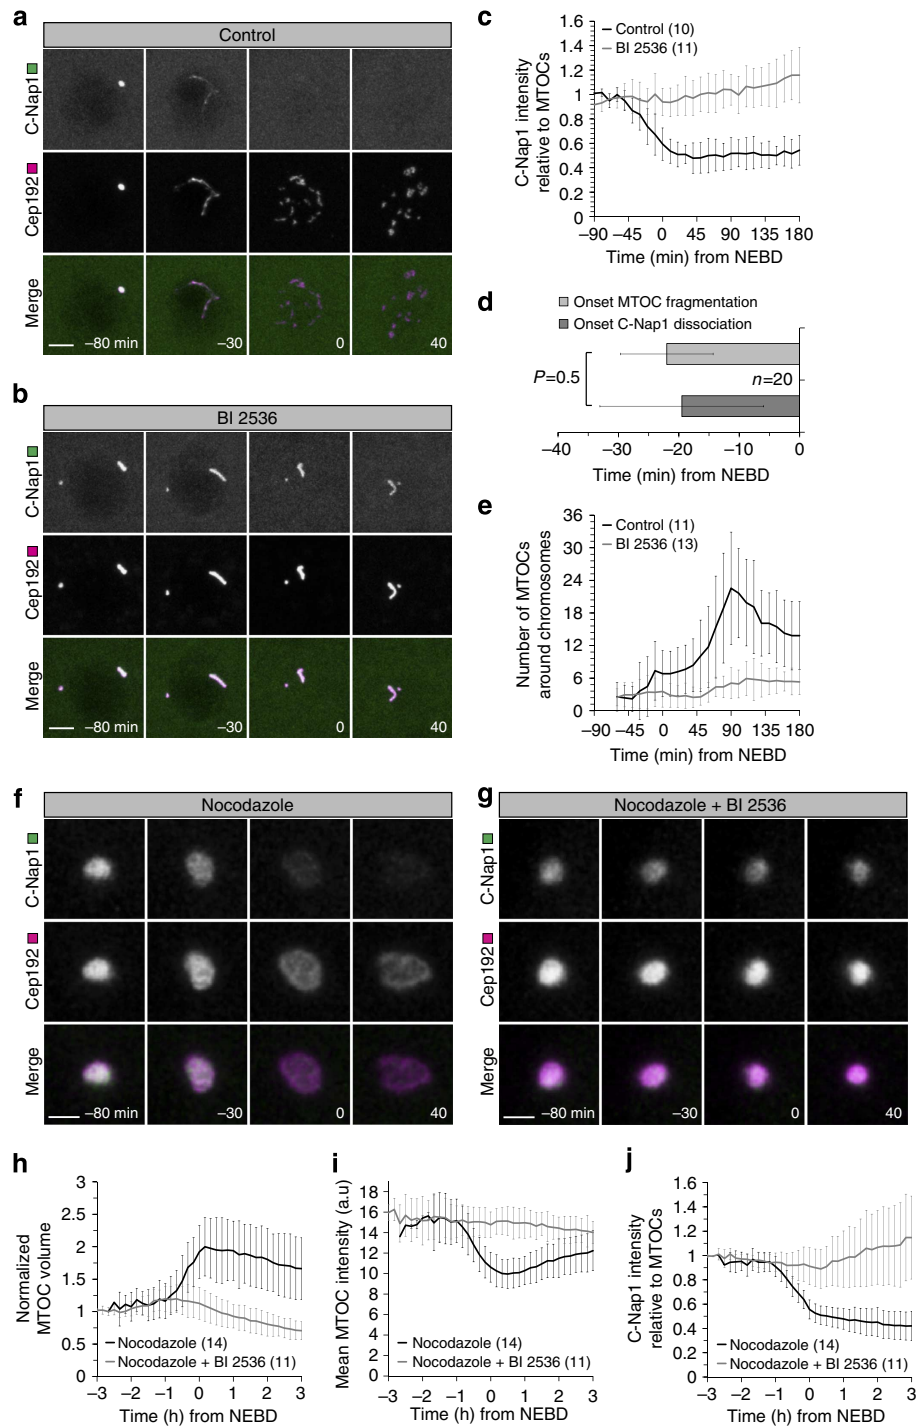 a
Control
C-Nap1
Cep192
Merge
–80 min
–30
0
40
b
BI 2536
C-Nap1
Cep192
Merge
–80 min
–30
0
40
c
1.6
1.4
1.2
1
0.8
0.6
0.4
0.2
0
C-Nap1 intensity
relative to MTOCs
Control (10)
BI 2536 (11)
–90 –45 0 45 90 135 180
Time (min) from NEBD
d
Onset MTOC fragmentation
Onset C-Nap1 dissociation
P=0.5
n=20
–40 –30 –20 –10 0
Time (min) from NEBD
e
36
30
24
18
12
6
0
Number of MTOCs
around chromosomes
Control (11)
BI 2536 (13)
–90 –45 0 45 90 135 180
Time (min) from NEBD
f
Nocodazole
C-Nap1
Cep192
Merge
–80 min
–30
0
40
g
Nocodazole + BI 2536
C-Nap1
Cep192
Merge
–80 min
–30
0
40
h
3
2.5
2
1.5
1
0.5
0
Normalized
MTOC volume
Nocodazole (14)
Nocodazole + BI 2536 (11)
–3 –2 –1 0 1 2 3
Time (h) from NEBD
i
18
16
14
12
10
8
6
4
2
0
Mean MTOC intensity (a.u)
Nocodazole (14)
Nocodazole + BI 2536 (11)
–3 –2 –1 0 1 2 3
Time (h) from NEBD
j
1.6
1.4
1.2
1
0.8
0.6
0.4
0.2
0
C-Nap1 intensity
relative to MTOCs
Nocodazole (14)
Nocodazole + BI 2536 (11)
–3 –2 –1 0 1 2 3
Time (h) from NEBD